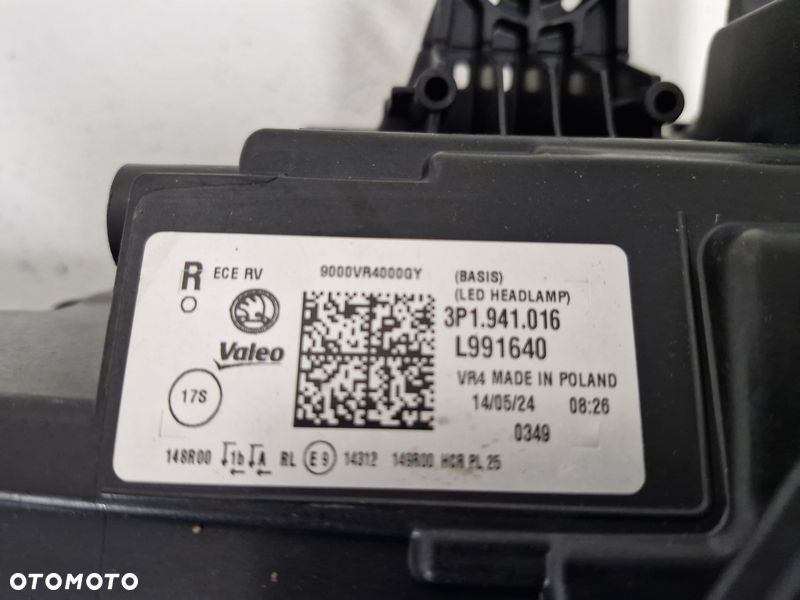 R ECE RV 9000VR40000GY (BASIS)
(LED HEADLAMP)
3P1.941.016
Valeo L991640
17S VR4 MADE IN POLAND
14/05/24 08:26
0349
148R00 1b A RL E9 14312 149R00 HCR PL 25
OTOMOTO